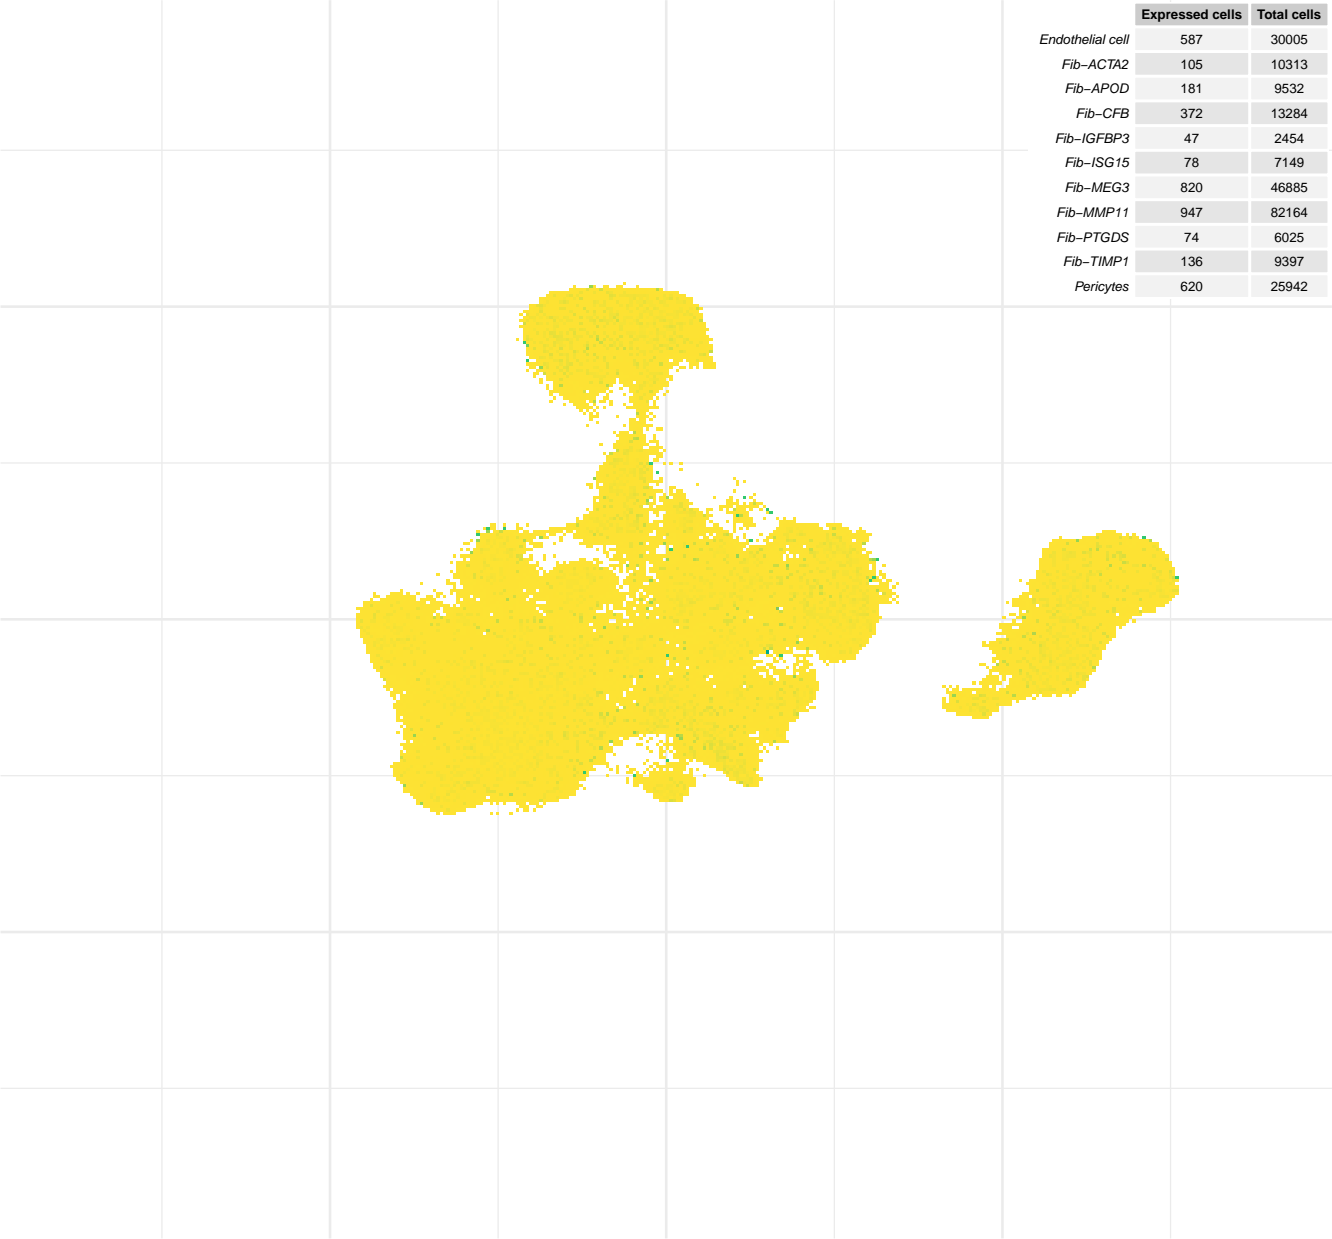 Expressed cells Total cells
Endothelial cell 587 30005
Fib−ACTA2 105 10313
Fib−APOD 181 9532
Fib−CFB 372 13284
Fib−IGFBP3 47 2454
Fib−ISG15 78 7149
Fib−MEG3 820 46885
Fib−MMP11 947 82164
Fib−PTGDS 74 6025
Fib−TIMP1 136 9397
Pericytes 620 25942